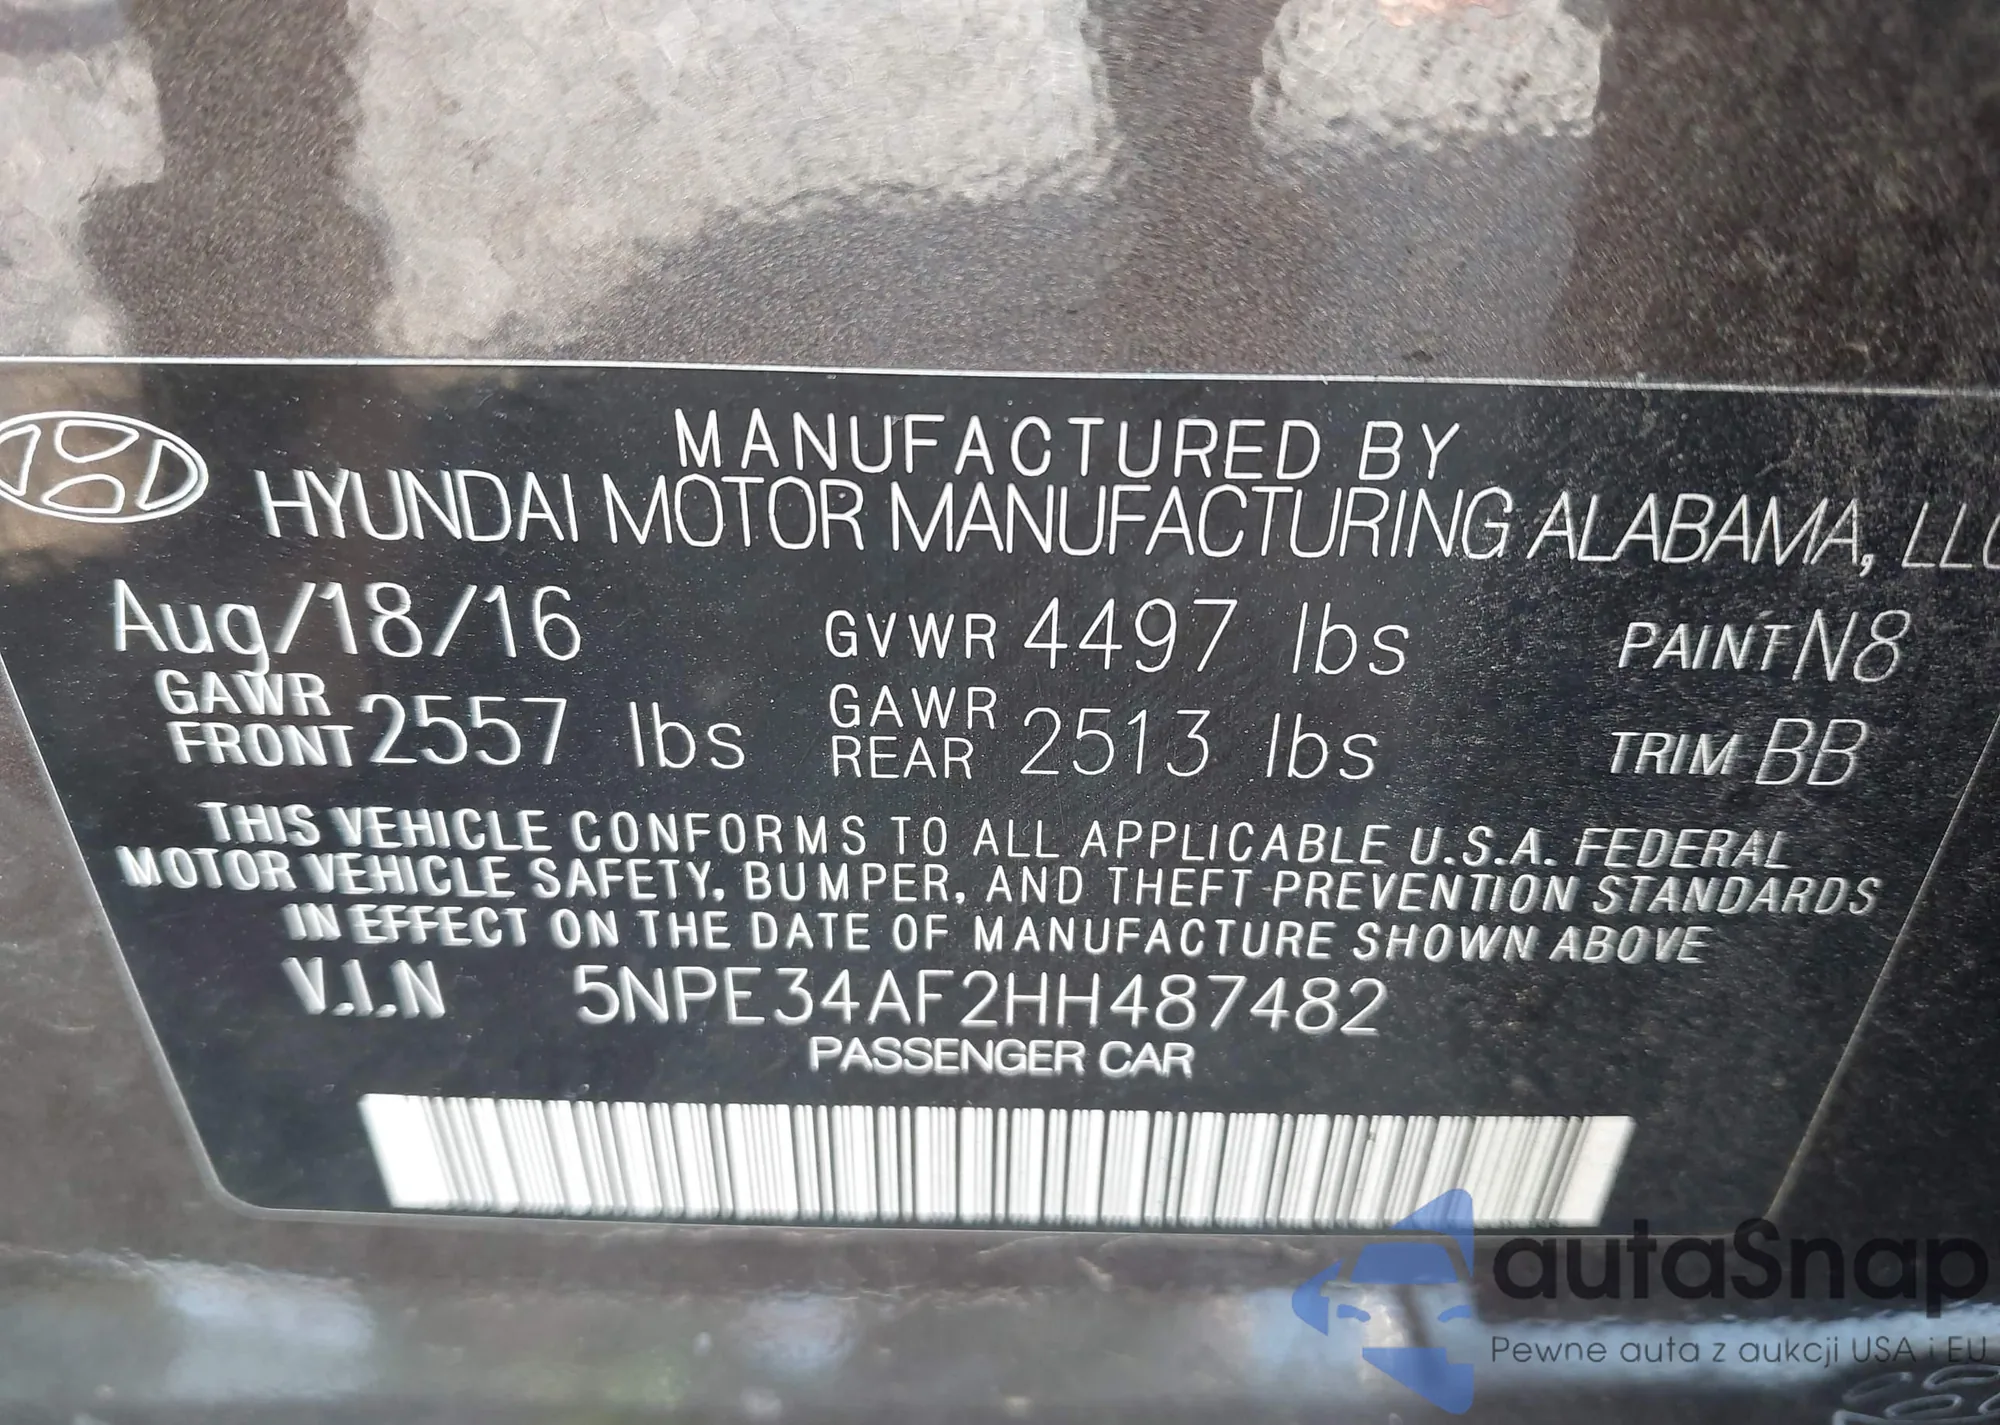 MANUFACTURED BY
HYUNDAI MOTOR MANUFACTURING ALABAMA, LLC
Aug/18/16 GVWR 4497 lbs PAINT N8
GAWR FRONT 2557 lbs GAWR REAR 2513 lbs TRIM BB
THIS VEHICLE CONFORMS TO ALL APPLICABLE U.S.A. FEDERAL
MOTOR VEHICLE SAFETY, BUMPER, AND THEFT PREVENTION STANDARDS
IN EFFECT ON THE DATE OF MANUFACTURE SHOWN ABOVE
V.I.N 5NPE34AF2HH487482
PASSENGER CAR
autaSnap
Pewne auta z aukcji USA i EU